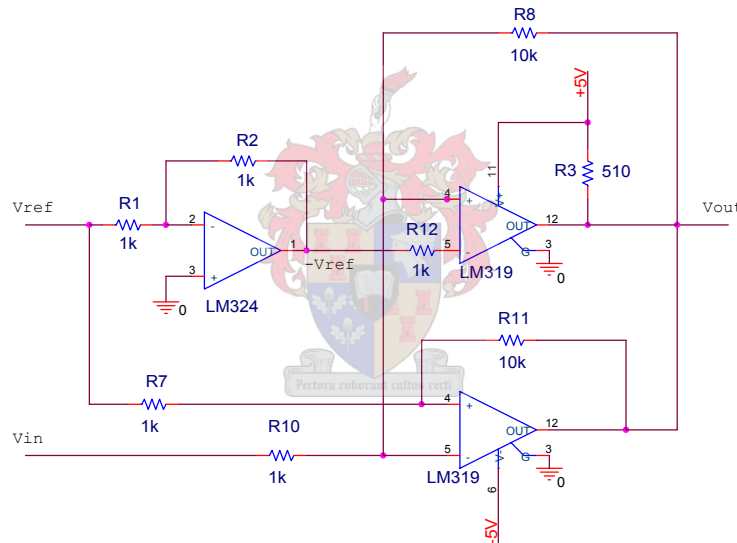 R8
10k
+5V
R2
1k
11
R3 510
R1
Vref
1k
2
-
V+
4
+
12
Vout
OUT
1
R12
-Vref
5
-
OUT
G
3
0
3
+
1k
LM319
0
LM324
R11
10k
Pectora roborant cultus recti
R7
1k
4
+
R10
OUT
12
Vin
1k
5
-
V-
G
3
0
LM319
6
-5V